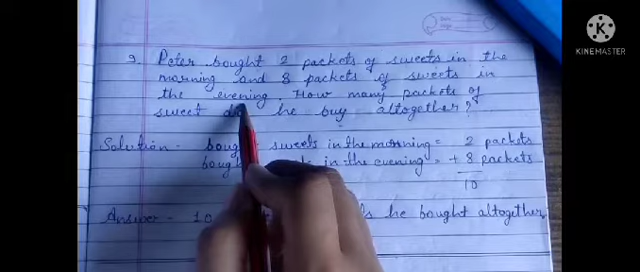 9. Peter bought 2 packets of sweets in the
morning and 8 packets of sweets in
the evening. How many packets of
sweet he buy altogether?
Solution - bought sweets in the morning = 2 packets
in the evening = + 8 packets
10
Answer - 10 he bought altogether.
KINEMASTER